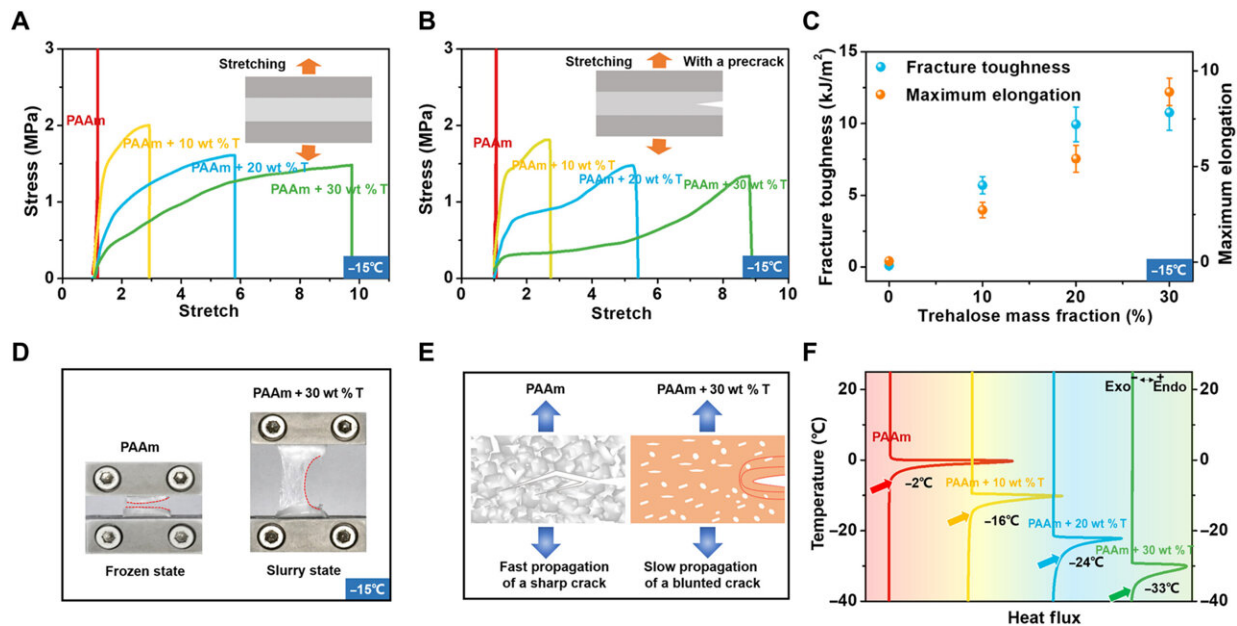 A
3
2
1
0
Stress (MPa)
0
2
4
6
8
10
Stretch
Stretching
PAAm
PAAm + 10 wt % T
PAAm + 20 wt % T
PAAm + 30 wt % T
–15℃
B
3
2
1
0
Stress (MPa)
0
2
4
6
8
10
Stretch
Stretching
With a precrack
PAAm
PAAm + 10 wt % T
PAAm + 20 wt % T
PAAm + 30 wt % T
–15℃
C
15
10
5
0
Fracture toughness (kJ/m²)
Fracture toughness
Maximum elongation
10
5
0
Maximum elongation
–15℃
0
10
20
30
Trehalose mass fraction (%)
D
PAAm + 30 wt % T
PAAm
Frozen state
Slurry state
–15℃
E
PAAm
PAAm + 30 wt % T
Fast propagation
of a sharp crack
Slow propagation
of a blunted crack
F
20
0
–20
–40
Temperature (℃)
Exo
Endo
– +
PAAm
–2℃
PAAm + 10 wt % T
–16℃
PAAm + 20 wt % T
–24℃
PAAm + 30 wt % T
–33℃
20
10
0
–10
–20
–30
–40
Heat flux